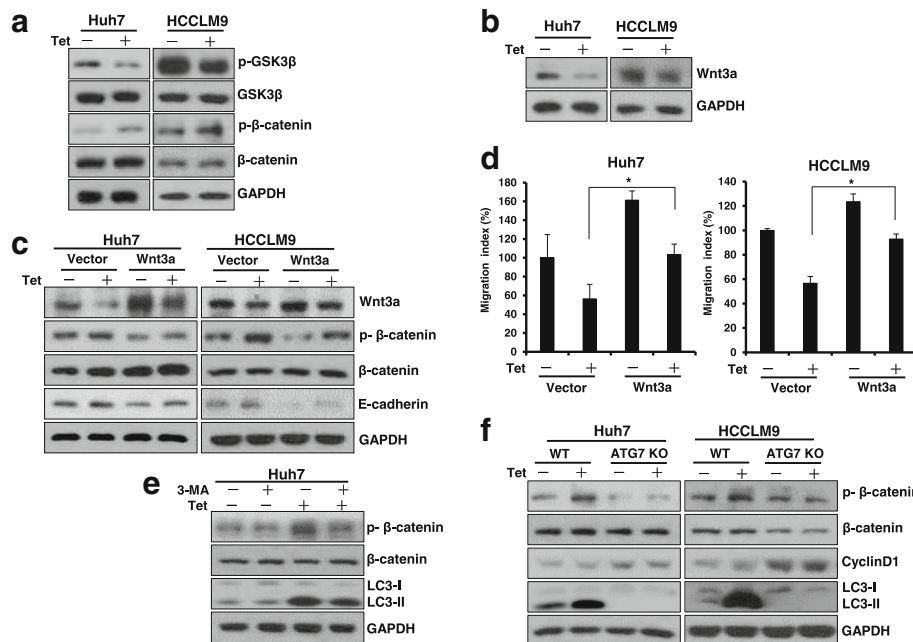 a
Huh7 HCCLM9
Tet − + − +
p-GSK3β
GSK3β
p-β-catenin
β-catenin
GAPDH
b
Huh7 HCCLM9
Tet − + − +
Wnt3a
GAPDH
c
Huh7 HCCLM9
Vector Wnt3a Vector Wnt3a
Tet − + − + − + − +
Wnt3a
p- β-catenin
β-catenin
E-cadherin
GAPDH
d
Huh7
Migration index (%)
180
160
140
120
100
80
60
40
20
0
*
Tet − + − +
Vector Wnt3a
HCCLM9
Migration index (%)
140
120
100
80
60
40
20
0
*
Tet − + − +
Vector Wnt3a
e
Huh7
3-MA − + − +
Tet − − + +
p- β-catenin
β-catenin
LC3-I
LC3-II
GAPDH
f
Huh7 HCCLM9
WT ATG7 KO WT ATG7 KO
Tet − + − + − + − +
p- β-catenin
β-catenin
CyclinD1
LC3-I
LC3-II
GAPDH